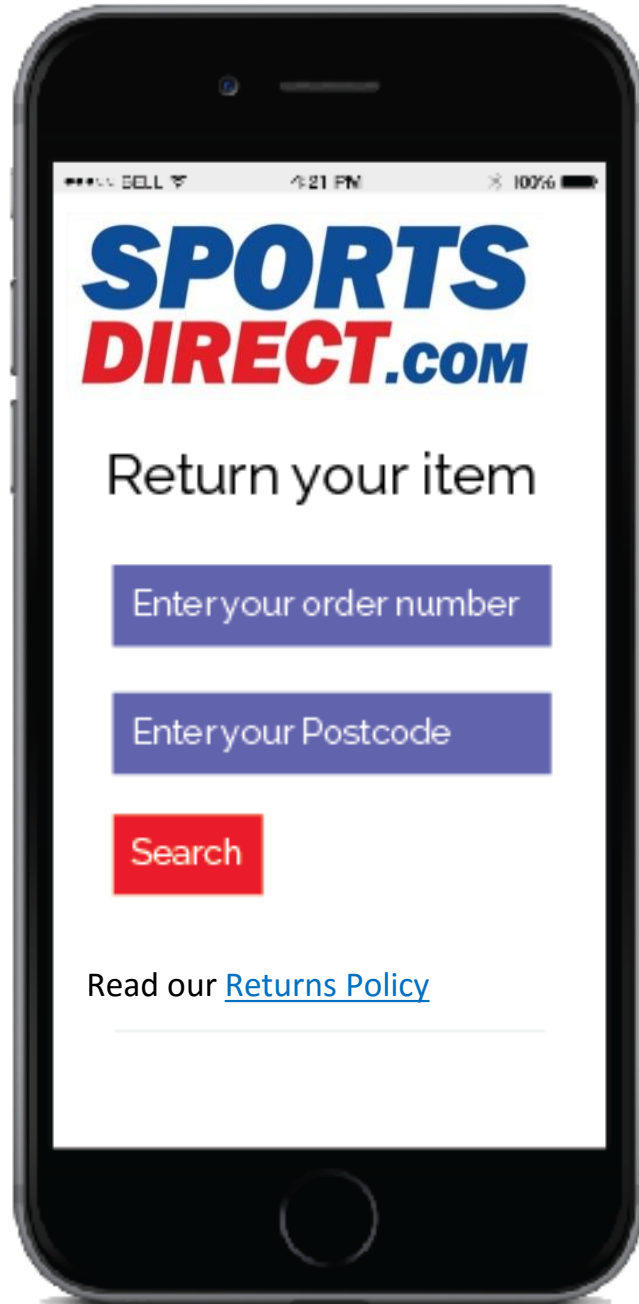 BELL 4:21 PM 100%
SPORTS
DIRECT.COM
Return your item
Enter your order number
Enter your Postcode
Search
Read our Returns Policy